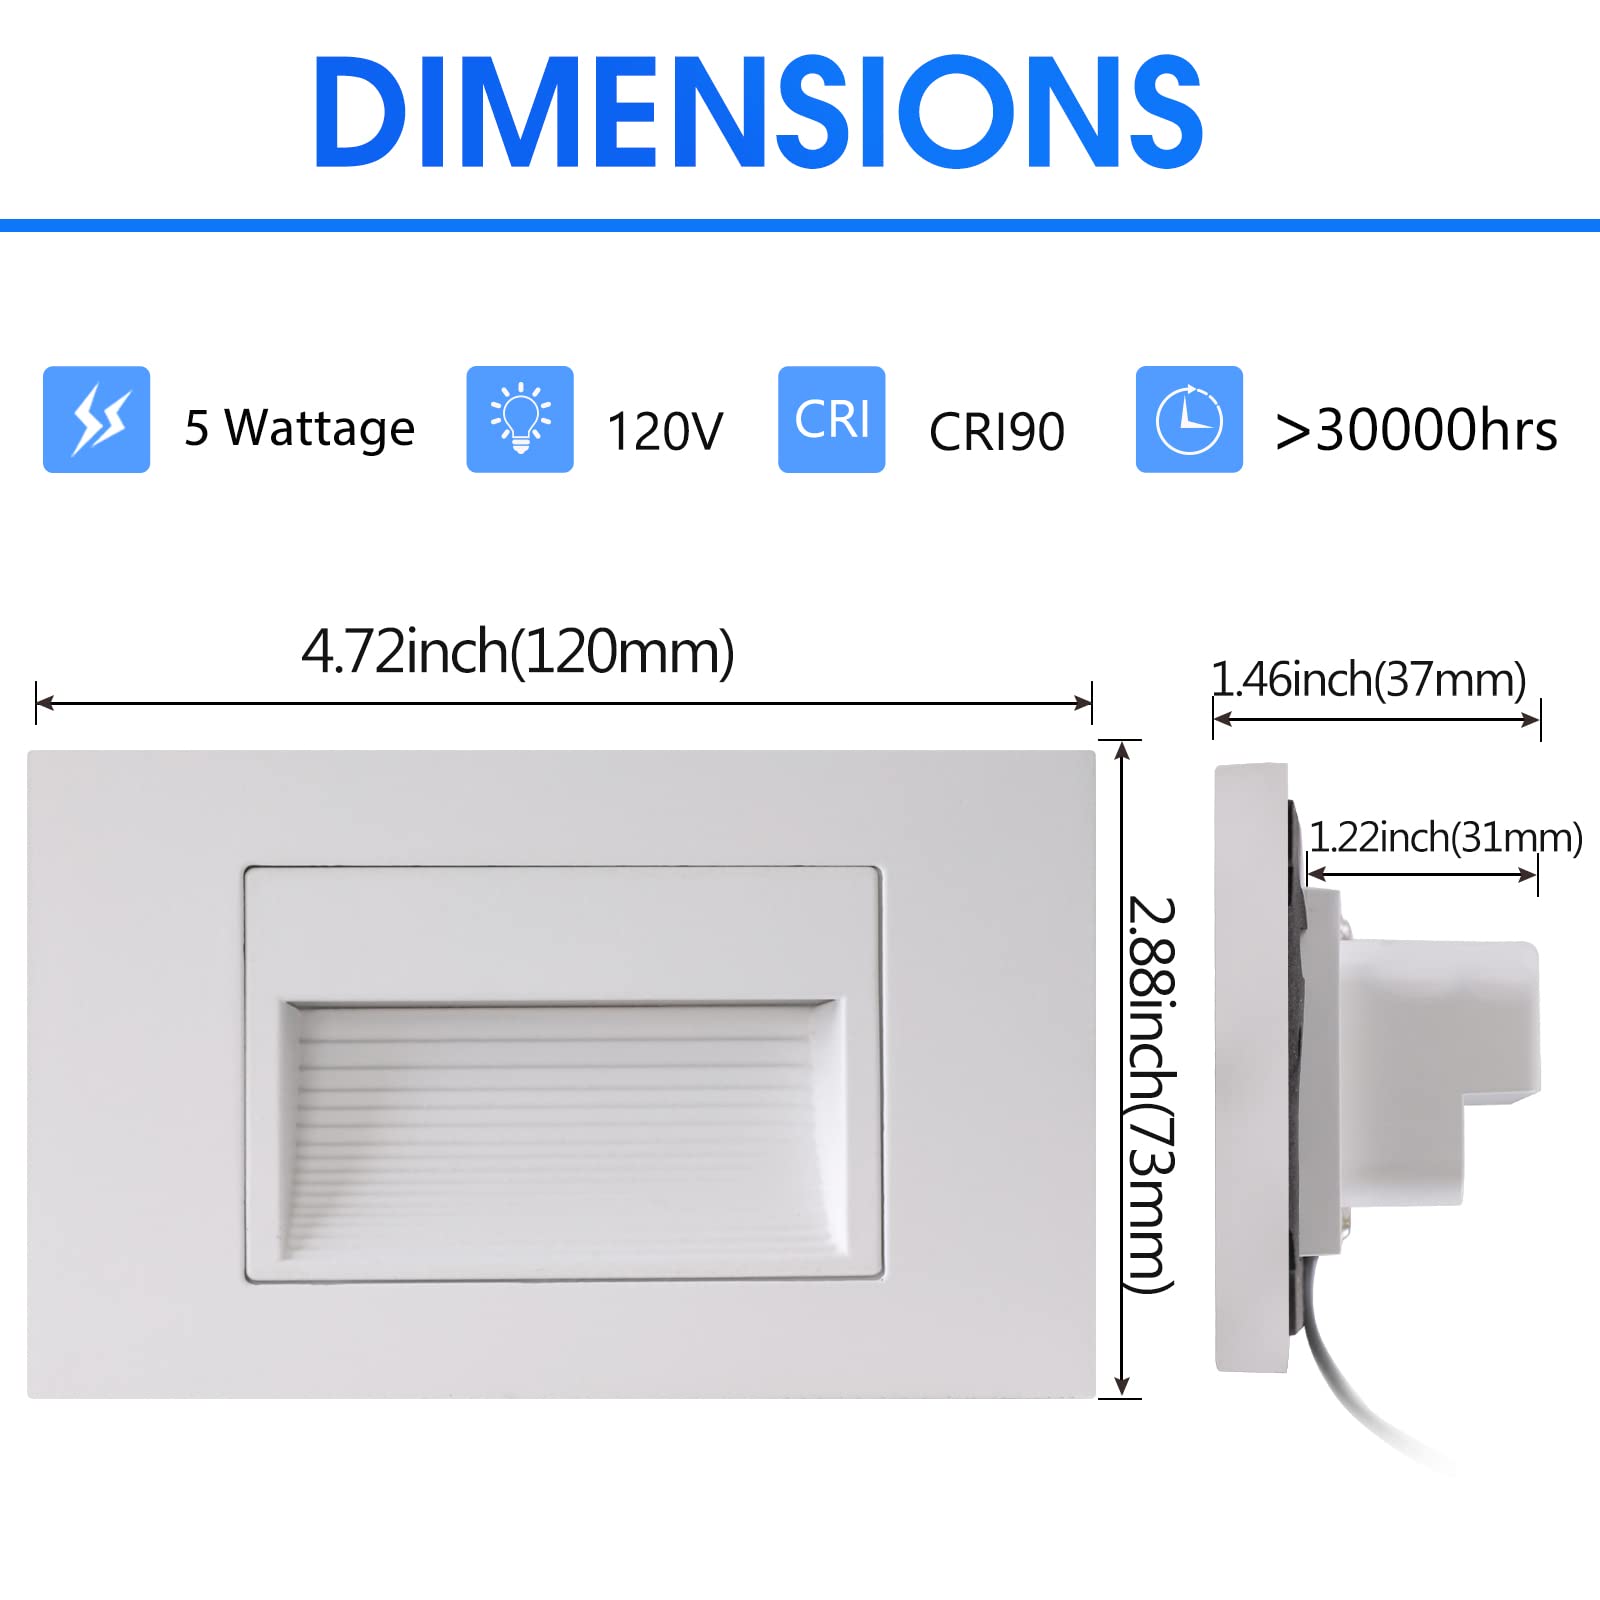 DIMENSIONS
5 Wattage
120V
CRI
CRI90
>30000hrs
4.72inch(120mm)
1.46inch(37mm)
1.22inch(31mm)
2.88inch(73mm)